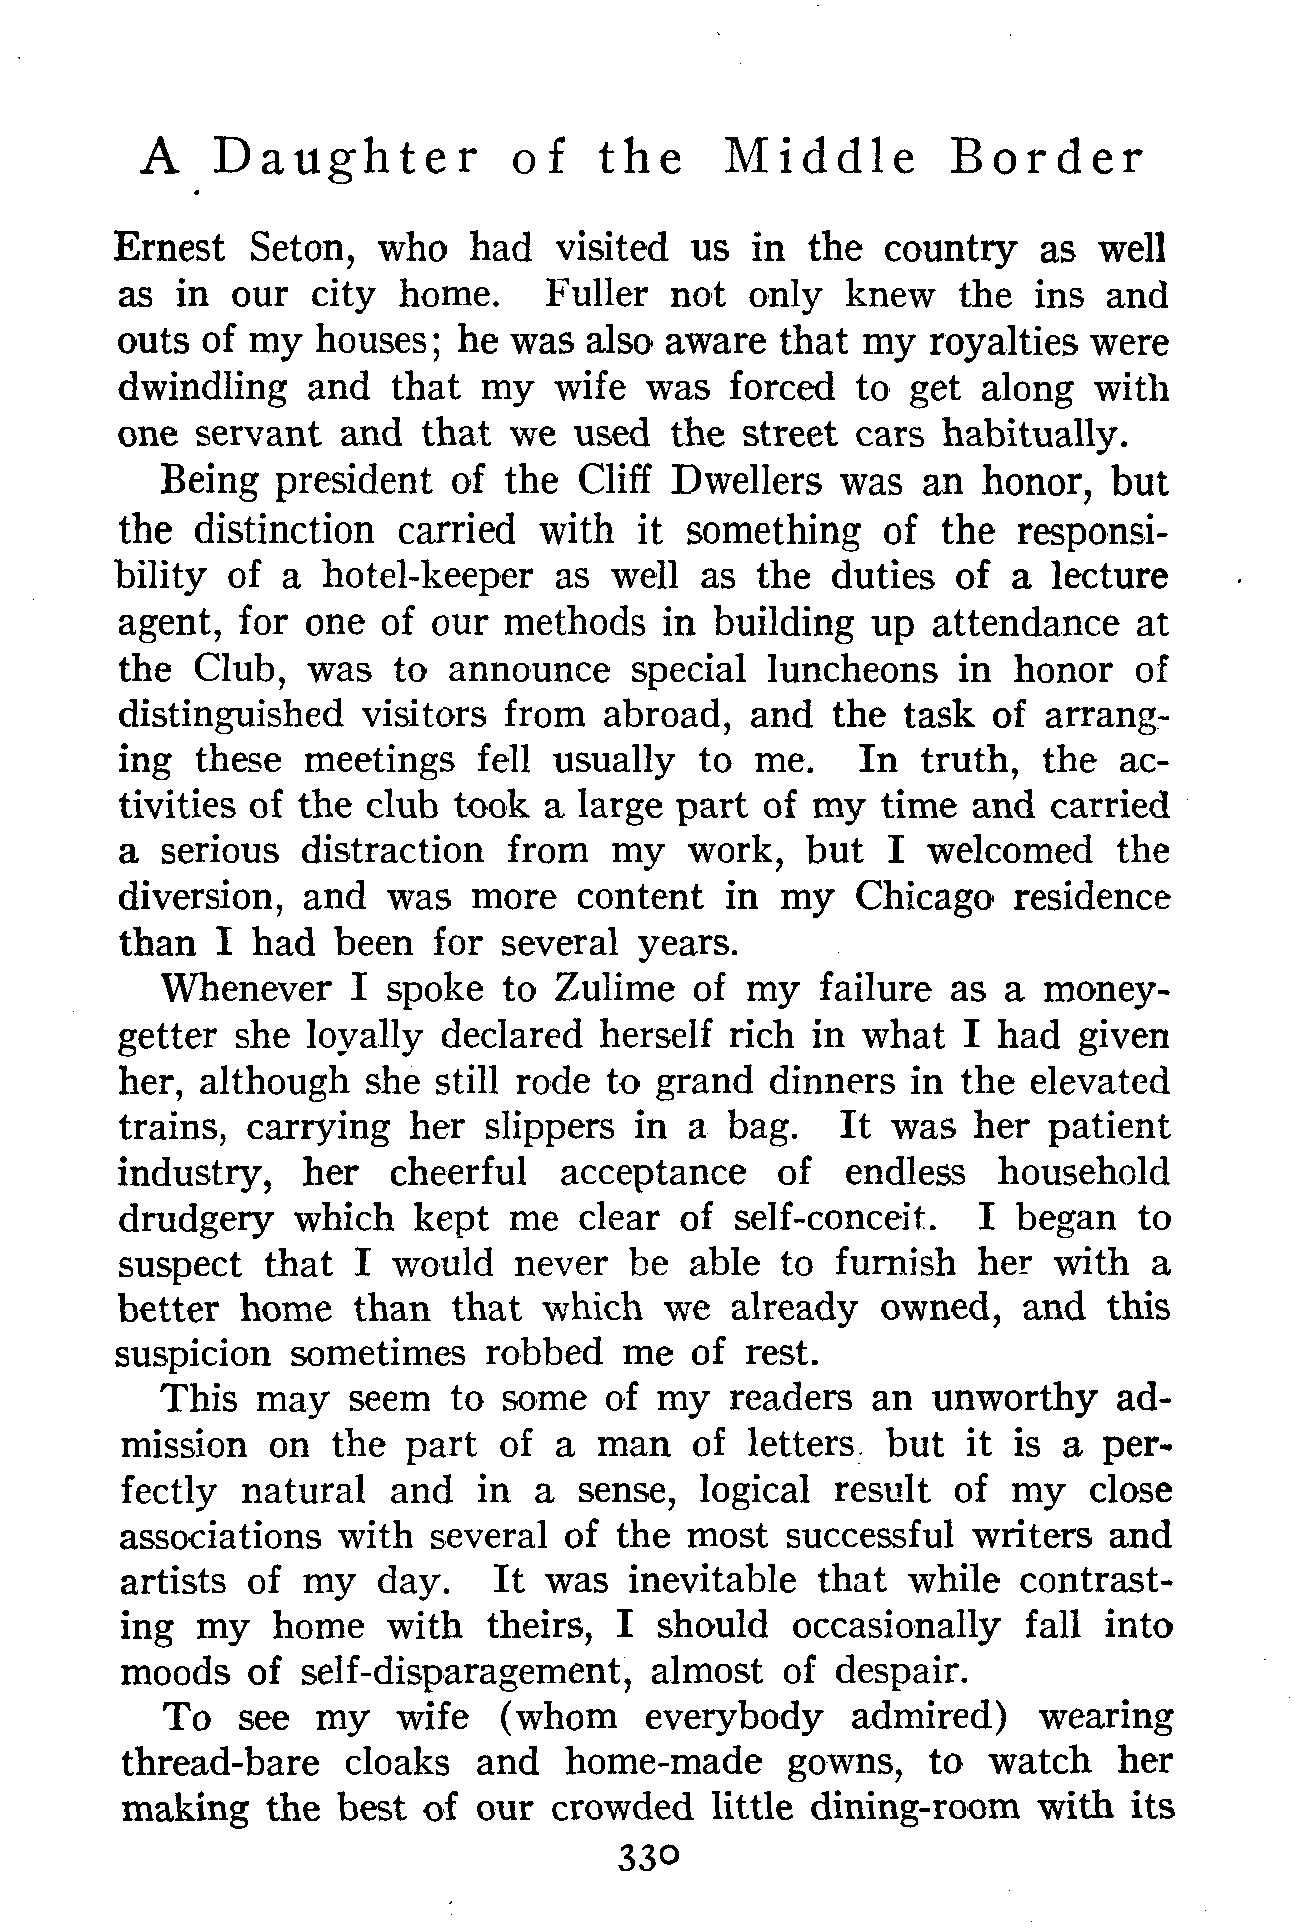 A Daughter of the Middle Border
Ernest Seton, who had visited us in the country as well
as in our city home. Fuller not only knew the ins and
outs of my houses; he was also aware that my royalties were
dwindling and that my wife was forced to get along with
one servant and that we used the street cars habitually.
Being president of the Cliff Dwellers was an honor, but
the distinction carried with it something of the responsi-
bility of a hotel-keeper as well as the duties of a lecture
agent, for one of our methods in building up attendance at
the Club, was to announce special luncheons in honor of
distinguished visitors from abroad, and the task of arrang-
ing these meetings fell usually to me. In truth, the ac-
tivities of the club took a large part of my time and carried
a serious distraction from my work, but I welcomed the
diversion, and was more content in my Chicago residence
than I had been for several years.
Whenever I spoke to Zulime of my failure as a money-
getter she loyally declared herself rich in what I had given
her, although she still rode to grand dinners in the elevated
trains, carrying her slippers in a bag. It was her patient
industry, her cheerful acceptance of endless household
drudgery which kept me clear of self-conceit. I began to
suspect that I would never be able to furnish her with a
better home than that which we already owned, and this
suspicion sometimes robbed me of rest.
This may seem to some of my readers an unworthy ad-
mission on the part of a man of letters. but it is a per-
fectly natural and in a sense, logical result of my close
associations with several of the most successful writers and
artists of my day. It was inevitable that while contrast-
ing my home with theirs, I should occasionally fall into
moods of self-disparagement, almost of despair.
To see my wife (whom everybody admired) wearing
thread-bare cloaks and home-made gowns, to watch her
making the best of our crowded little dining-room with its
330